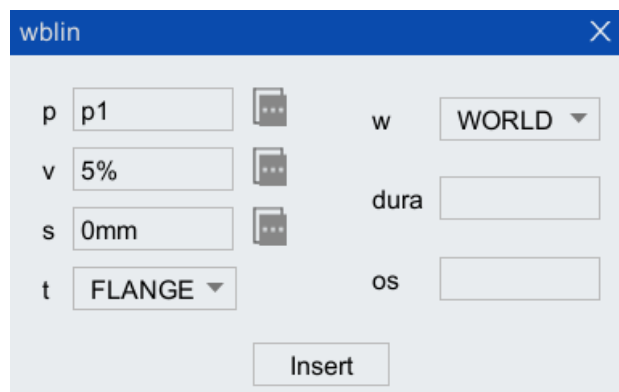 wblin
p p1
v 5%
s 0mm
t FLANGE
w WORLD
dura
os
Insert